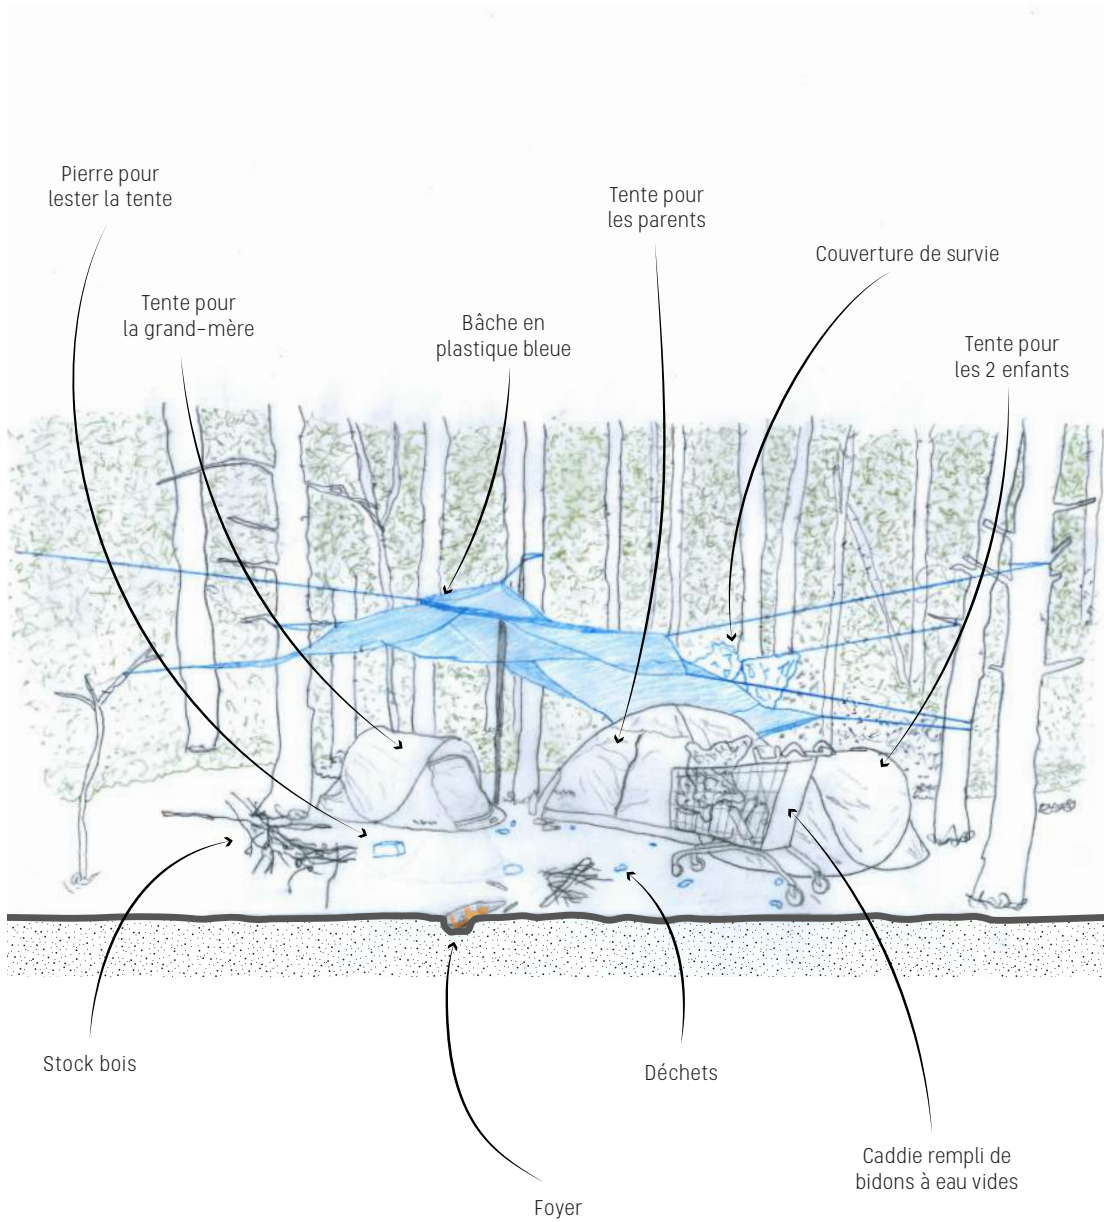 Pierre pour
lester la tente
Tente pour
les parents
Couverture de survie
Tente pour
la grand-mère
Bâche en
plastique bleue
Tente pour
les 2 enfants
Stock bois
Déchets
Caddie rempli de
bidons à eau vides
Foyer